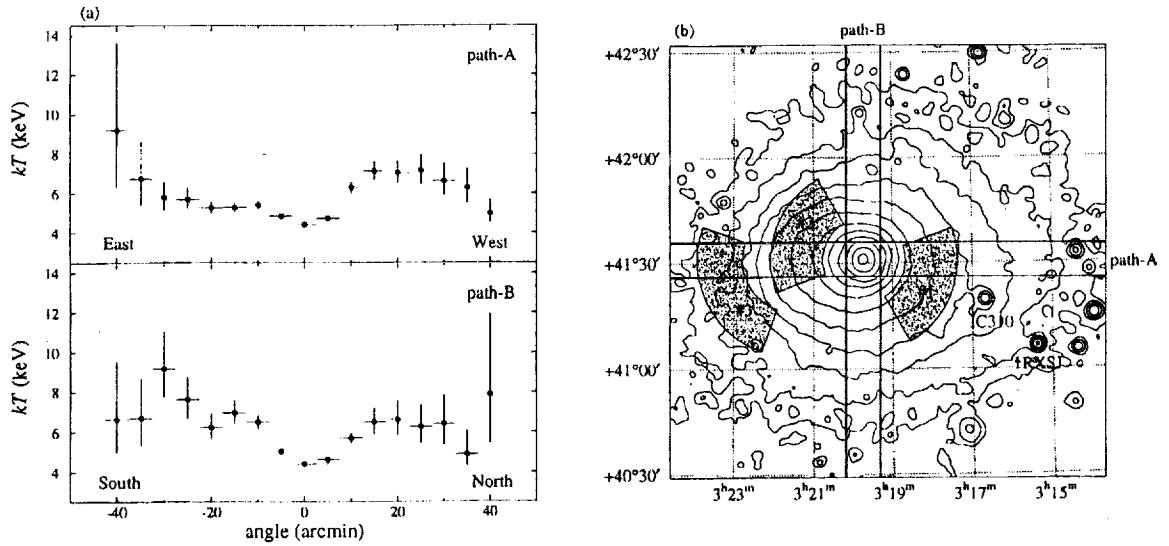 (a)
14
12
10
8
6
4
kT (keV)
path-A
East
West
14
12
10
8
6
4
kT (keV)
path-B
South
North
-40
-20
0
20
40
angle (arcmin)
(b)
path-B
+42°30′
+42°00′
+41°30′
+41°00′
+40°30′
path-A
#3
C310
1RXSJ
3ʰ23ᵐ
3ʰ21ᵐ
3ʰ19ᵐ
3ʰ17ᵐ
3ʰ15ᵐ